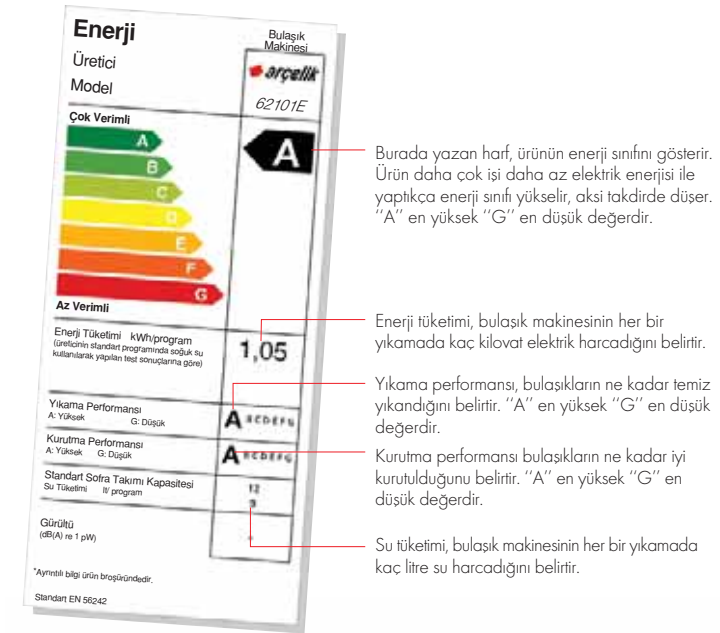 Enerji
Bulaşık
Makinesi
Üretici
arçelik
Model
62101E
Çok Verimli
A
A
B
C
D
E
F
G
Az Verimli
Enerji Tüketimi kWh/program
(üreticinin standart programında soğuk su
kullanılarak yapılan test sonuçlarına göre)
1,05
Yıkama Performansı
A: Yüksek G: Düşük
A BCDEFG
Kurutma Performansı
A: Yüksek G: Düşük
A BCDEFG
Standart Sofra Takımı Kapasitesi
12
Su Tüketimi lt/ program
9
Gürültü
(dB(A) re 1 pW)
*
*Ayrıntılı bilgi ürün broşüründedir.
Standart EN 56242
Burada yazan harf, ürünün enerji sınıfını gösterir.
Ürün daha çok işi daha az elektrik enerjisi ile
yaptıkça enerji sınıfı yükselir, aksi takdirde düşer.
‘‘A’’ en yüksek ‘‘G’’ en düşük değerdir.
Enerji tüketimi, bulaşık makinesinin her bir
yıkamada kaç kilovat elektrik harcadığını belirtir.
Yıkama performansı, bulaşıkların ne kadar temiz
yıkandığını belirtir. ‘‘A’’ en yüksek ‘‘G’’ en düşük
değerdir.
Kurutma performansı bulaşıkların ne kadar iyi
kurutulduğunu belirtir. ‘‘A’’ en yüksek ‘‘G’’ en
düşük değerdir.
Su tüketimi, bulaşık makinesinin her bir yıkamada
kaç litre su harcadığını belirtir.